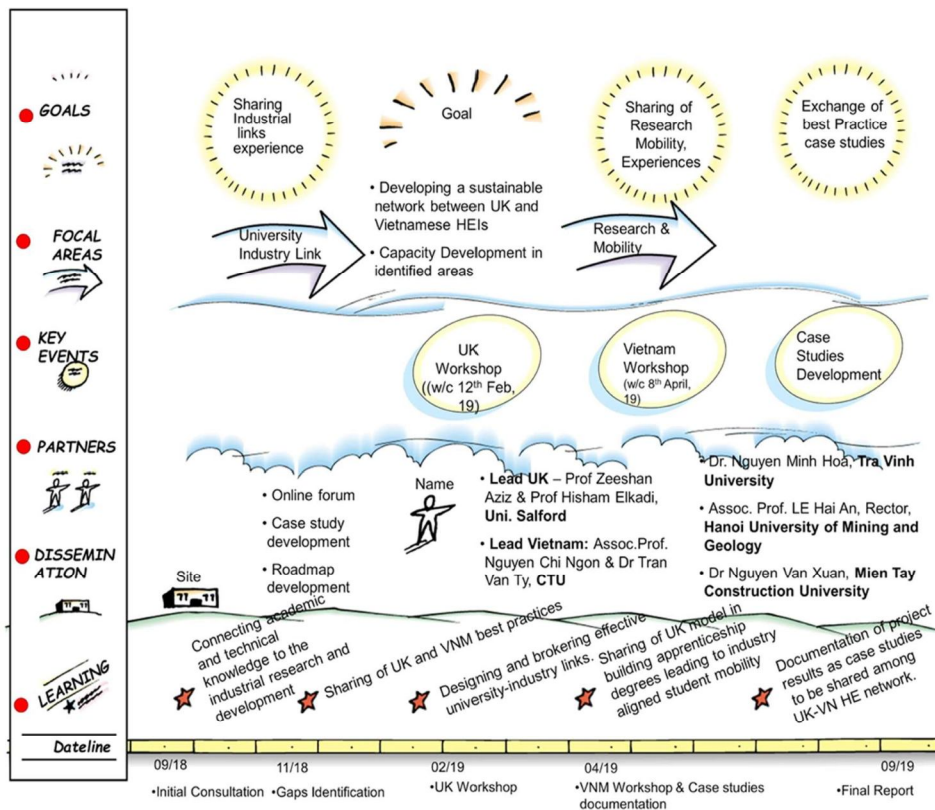 GOALS
FOCAL
AREAS
KEY
EVENTS
PARTNERS
DISSEMIN
ATION
LEARNING
Dateline
Sharing
Industrial
links
experience
Goal
Sharing of
Research
Mobility,
Experiences
Exchange of
best Practice
case studies
University
Industry Link
• Developing a sustainable
network between UK and
Vietnamese HEIs
• Capacity Development in
identified areas
Research &
Mobility
UK
Workshop
((w/c 12th Feb,
19)
Vietnam
Workshop
(w/c 8th April,
19)
Case
Studies
Development
• Online forum
• Case study
development
• Roadmap
development
Name
• Lead UK – Prof Zeeshan
Aziz & Prof Hisham Elkadi,
Uni. Salford
• Lead Vietnam: Assoc.Prof.
Nguyen Chi Ngon & Dr Tran
Van Ty, CTU
• Dr. Nguyen Minh Hoa, Tra Vinh
University
• Assoc. Prof. LE Hai An, Rector,
Hanoi University of Mining and
Geology
• Dr Nguyen Van Xuan, Mien Tay
Construction University
Site
Connecting academic
and technical
knowledge to the
industrial research and
development
Sharing of UK and VNM best practices
Designing and brokering effective
university-industry links.
Sharing of UK model in
building apprenticeship
degrees leading to industry
aligned student mobility
Documentation of project
results as case studies
to be shared among
UK-VN HE network.
09/18
11/18
02/19
04/19
09/19
•Initial Consultation
•Gaps Identification
•UK Workshop
•VNM Workshop & Case studies
documentation
•Final Report